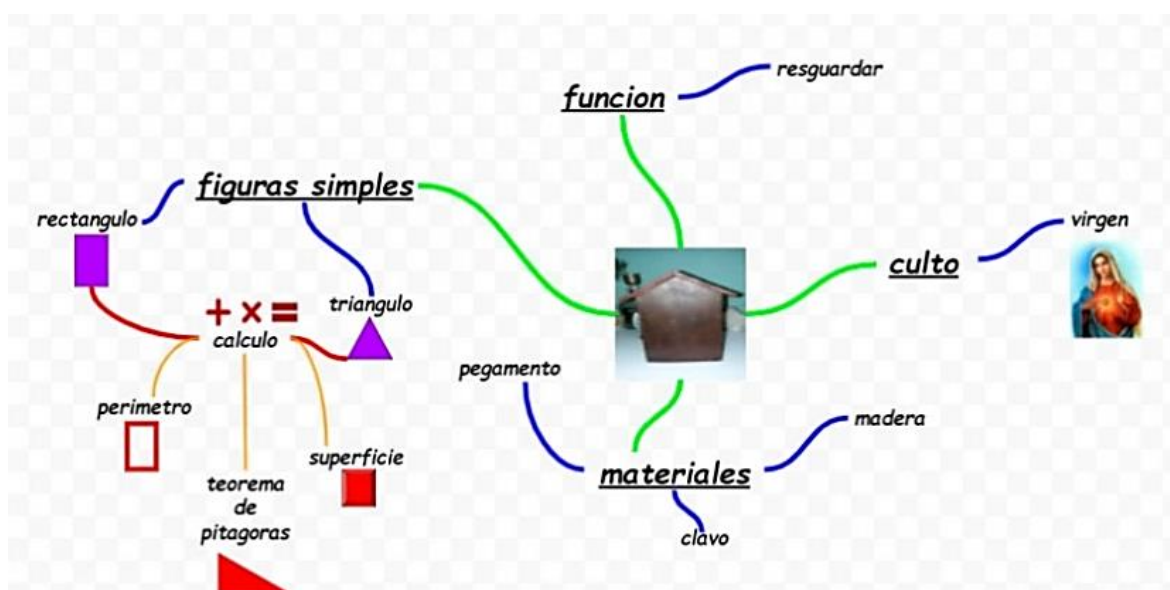 funcion
resguardar
figuras simples
rectangulo
triangulo
+ × =
calculo
perimetro
superficie
teorema
de
pitagoras
culto
virgen
pegamento
madera
materiales
clavo